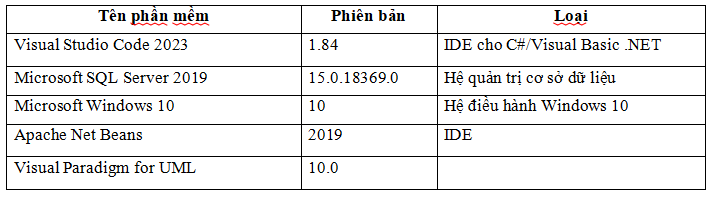 Tên phần mềm Phiên bản Loại
Visual Studio Code 2023 1.84 IDE cho C#/Visual Basic .NET
Microsoft SQL Server 2019 15.0.18369.0 Hệ quản trị cơ sở dữ liệu
Microsoft Windows 10 10 Hệ điều hành Windows 10
Apache Net Beans 2019 IDE
Visual Paradigm for UML 10.0